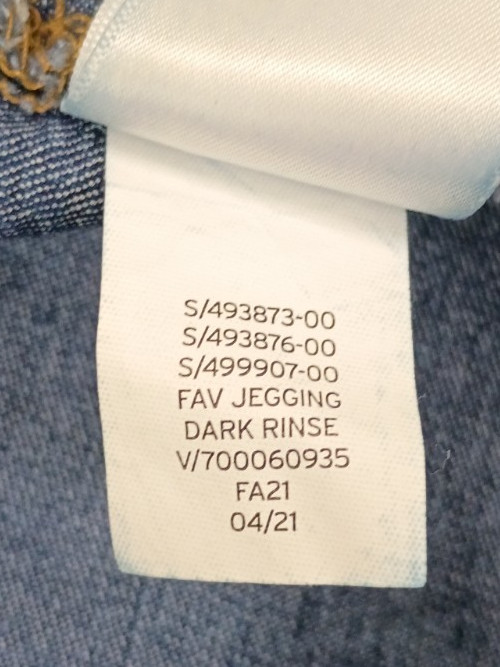 S/493873-00
S/493876-00
S/499907-00
FAV JEGGING
DARK RINSE
V/700060935
FA21
04/21